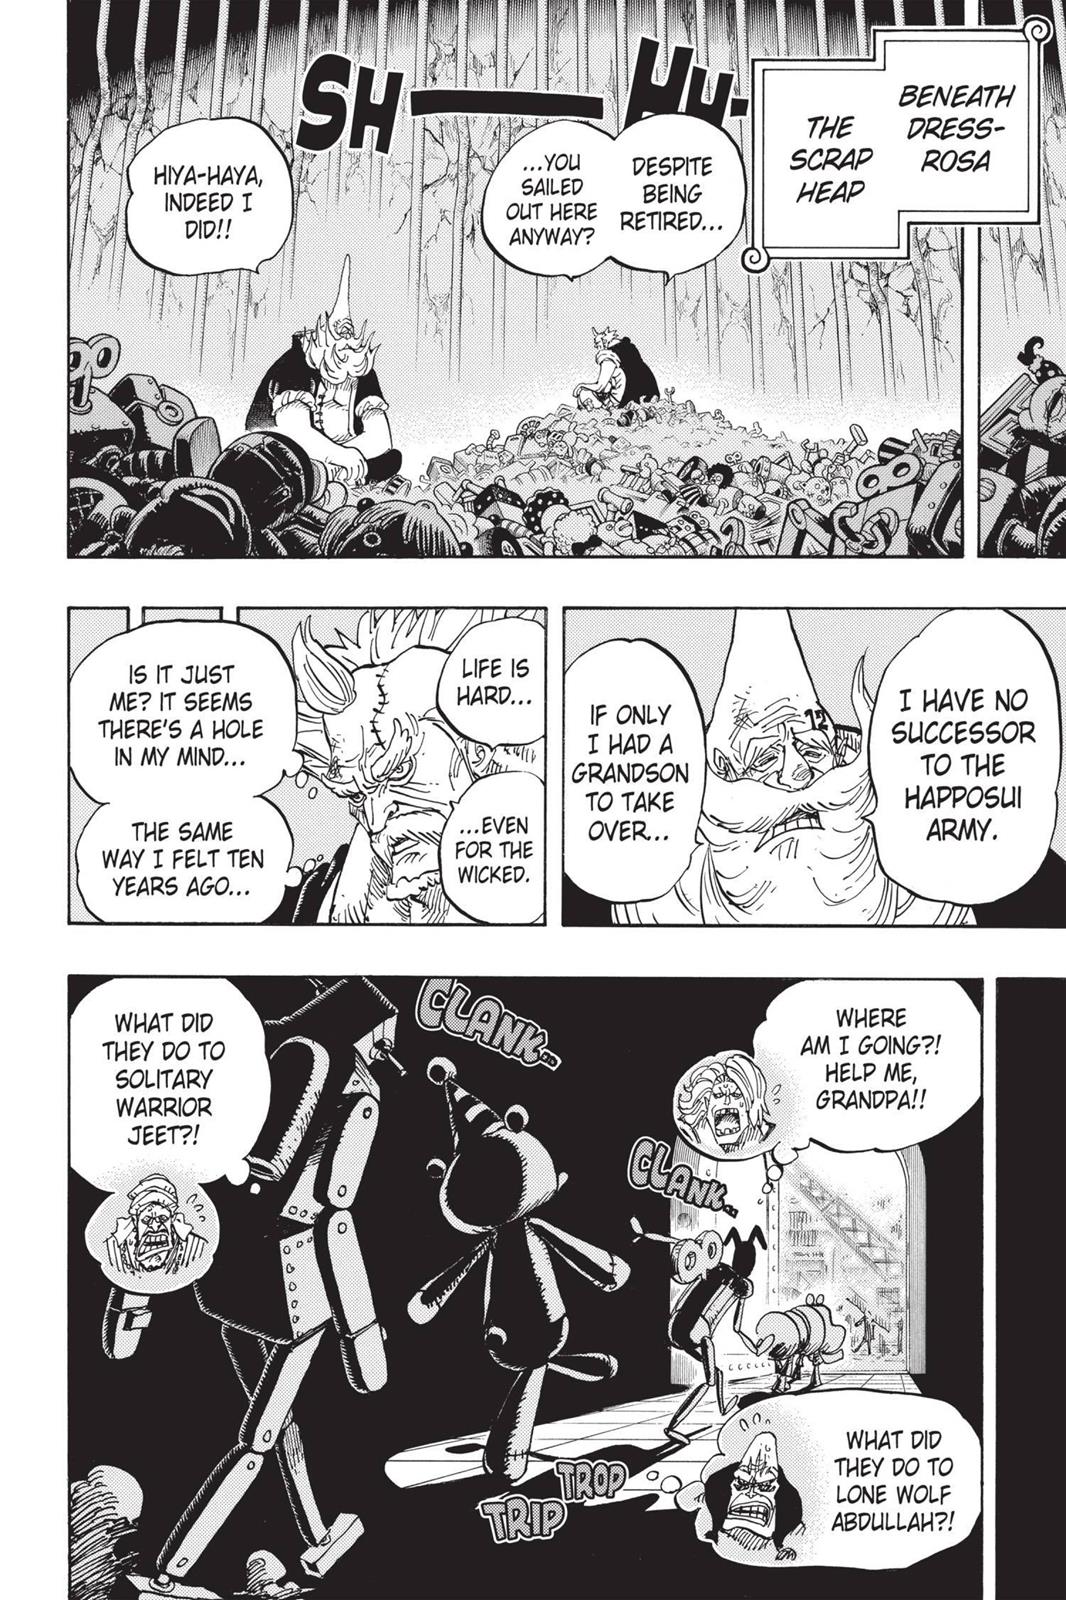 BENEATH
DRESS-
ROSA
THE
SCRAP
HEAP
SH — HU-
DESPITE
BEING
RETIRED...
...YOU
SAILED
OUT HERE
ANYWAY?
HIYA-HAYA,
INDEED I
DID!!
I HAVE NO
SUCCESSOR
TO THE
HAPPOSUI
ARMY.
12
IF ONLY
I HAD A
GRANDSON
TO TAKE
OVER...
LIFE IS
HARD...
...EVEN
FOR THE
WICKED.
IS IT JUST
ME? IT SEEMS
THERE'S A HOLE
IN MY MIND...
THE SAME
WAY I FELT TEN
YEARS AGO...
WHERE
AM I GOING?!
HELP ME,
GRANDPA!!
CLANK..
CLANK..
WHAT DID
THEY DO TO
SOLITARY
WARRIOR
JEET?!
WHAT DID
THEY DO TO
LONE WOLF
ABDULLAH?!
TROP
TRIP